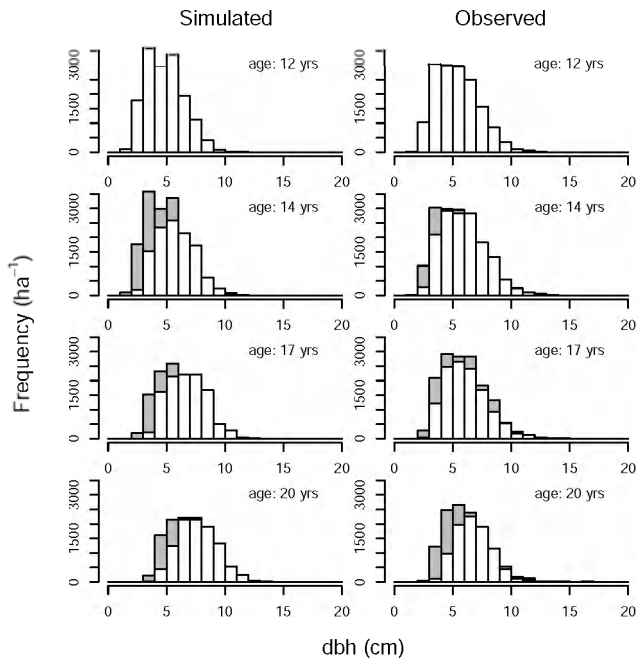 Simulated Observed
age: 12 yrs age: 12 yrs
0 1500 3000 0 1500 3000
0 5 10 15 20 0 5 10 15 20
age: 14 yrs age: 14 yrs
0 1500 3000 0 1500 3000
0 5 10 15 20 0 5 10 15 20
age: 17 yrs age: 17 yrs
0 1500 3000 0 1500 3000
0 5 10 15 20 0 5 10 15 20
age: 20 yrs age: 20 yrs
0 1500 3000 0 1500 3000
0 5 10 15 20 0 5 10 15 20
Frequency (ha⁻¹)
dbh (cm)